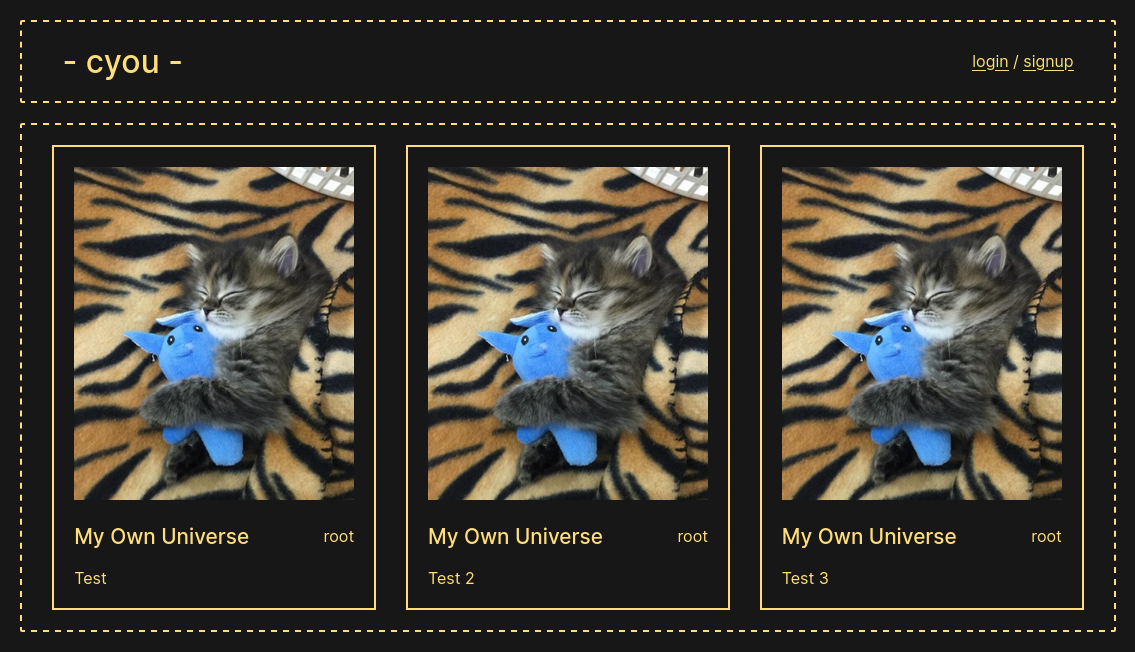 - cyou -
login / signup
My Own Universe
root
Test
My Own Universe
root
Test 2
My Own Universe
root
Test 3